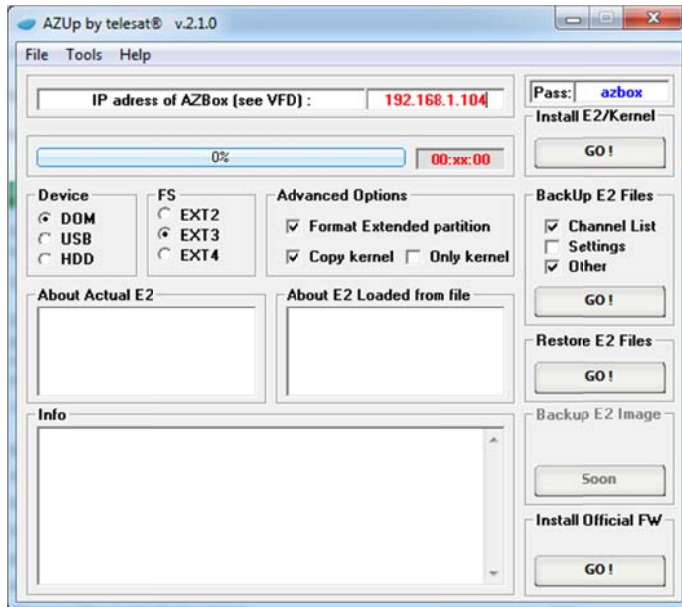 AZUp by telesat® v.2.1.0
File Tools Help
IP adress of AZBox (see VFD) : 192.168.1.104
Pass: azbox
Install E2/Kernel
GO !
0% 00:xx:00
Device
DOM
USB
HDD
FS
EXT2
EXT3
EXT4
Advanced Options
Format Extended partition
Copy kernel Only kernel
BackUp E2 Files
Channel List
Settings
Other
GO !
About Actual E2
About E2 Loaded from file
Restore E2 Files
GO !
Info
Backup E2 Image
Soon
Install Official FW
GO !